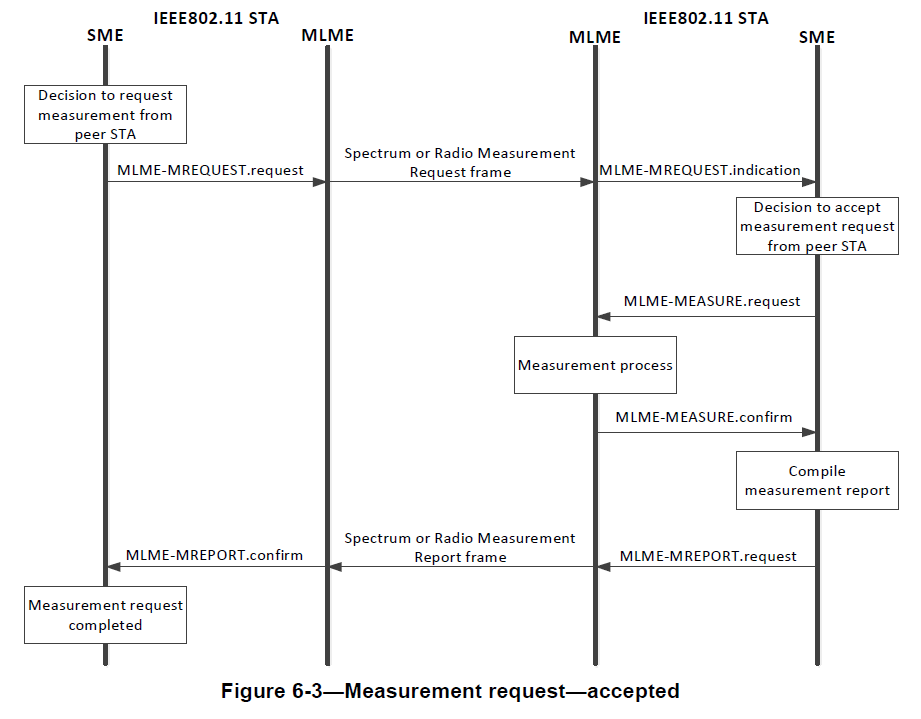 IEEE802.11 STA
IEEE802.11 STA
SME
MLME
MLME
SME
Decision to request
measurement from
peer STA
MLME-MREQUEST.request
Spectrum or Radio Measurement
Request frame
MLME-MREQUEST.indication
Decision to accept
measurement request
from peer STA
MLME-MEASURE.request
Measurement process
MLME-MEASURE.confirm
Compile
measurement report
MLME-MREPORT.confirm
Spectrum or Radio Measurement
Report frame
MLME-MREPORT.request
Measurement request
completed
Figure 6-3—Measurement request—accepted